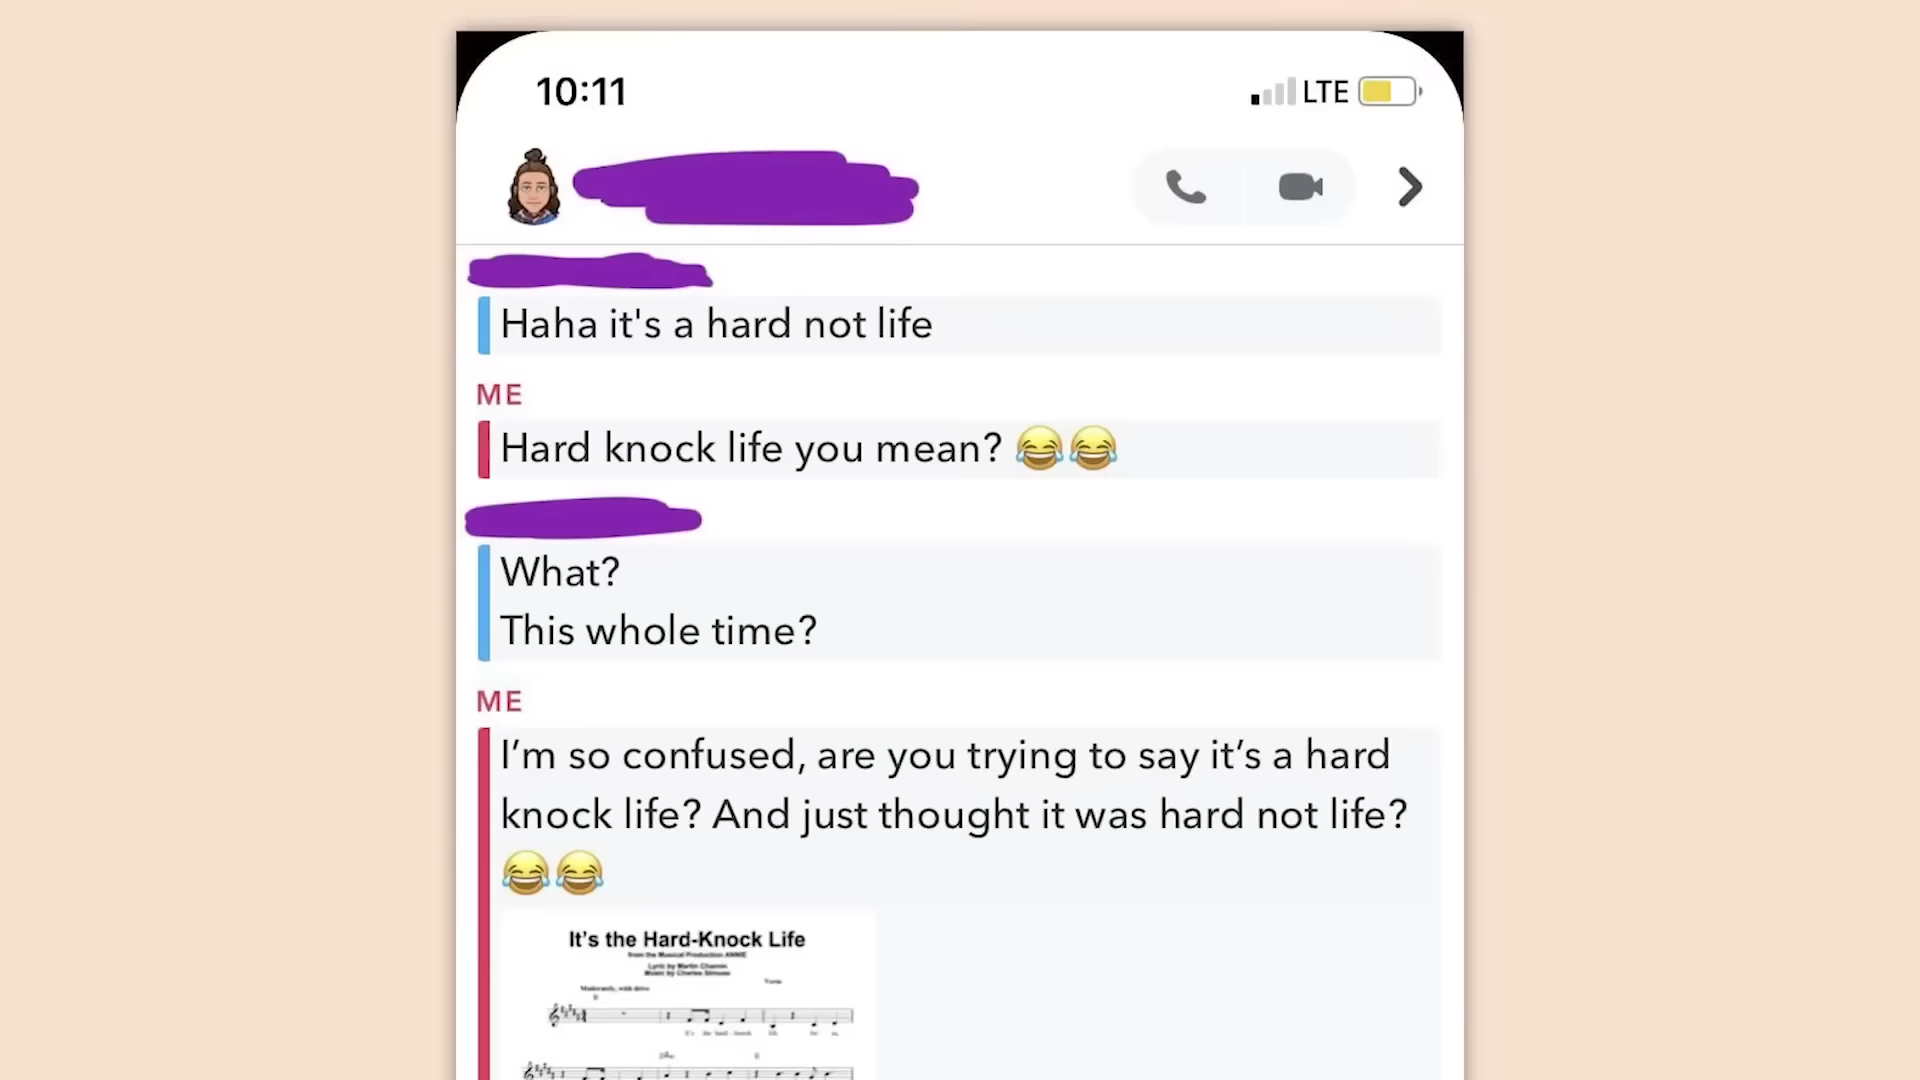 10:11
LTE
Haha it's a hard not life
ME
Hard knock life you mean? 😂😂
What?
This whole time?
ME
I’m so confused, are you trying to say it’s a hard
knock life? And just thought it was hard not life?
😂😂
It’s the Hard-Knock Life
from the Musical Production ANNIE
Lyric by Martin Charnin
Music by Charles Strouse
Moderately, with drive
Verse